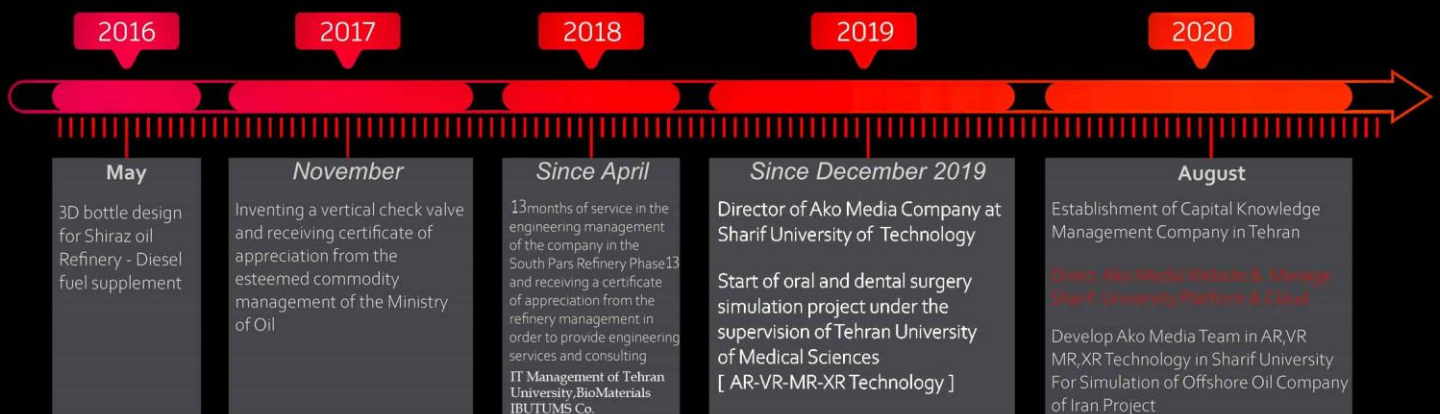 2016
2017
2018
2019
2020
May
3D bottle design
for Shiraz oil
Refinery - Diesel
fuel supplement
November
Inventing a vertical check valve
and receiving certificate of
appreciation from the
esteemed commodity
management of the Ministry
of Oil
Since April
13months of service in the
engineering management
of the company in the
South Pars Refinery Phase13
and receiving a certificate
of appreciation from the
refinery management in
order to provide engineering
services and consulting
IT Management of Tehran
University,BioMaterials
IBUTUMS Co.
Since December 2019
Director of Ako Media Company at
Sharif University of Technology
Start of oral and dental surgery
simulation project under the
supervision of Tehran University
of Medical Sciences
[ AR-VR-MR-XR Technology ]
August
Establishment of Capital Knowledge
Management Company in Tehran
Direct Ako Media Website & Manage
Sharif University Platform & Cloud
Develop Ako Media Team in AR,VR
MR,XR Technology in Sharif University
For Simulation of Offshore Oil Company
of Iran Project